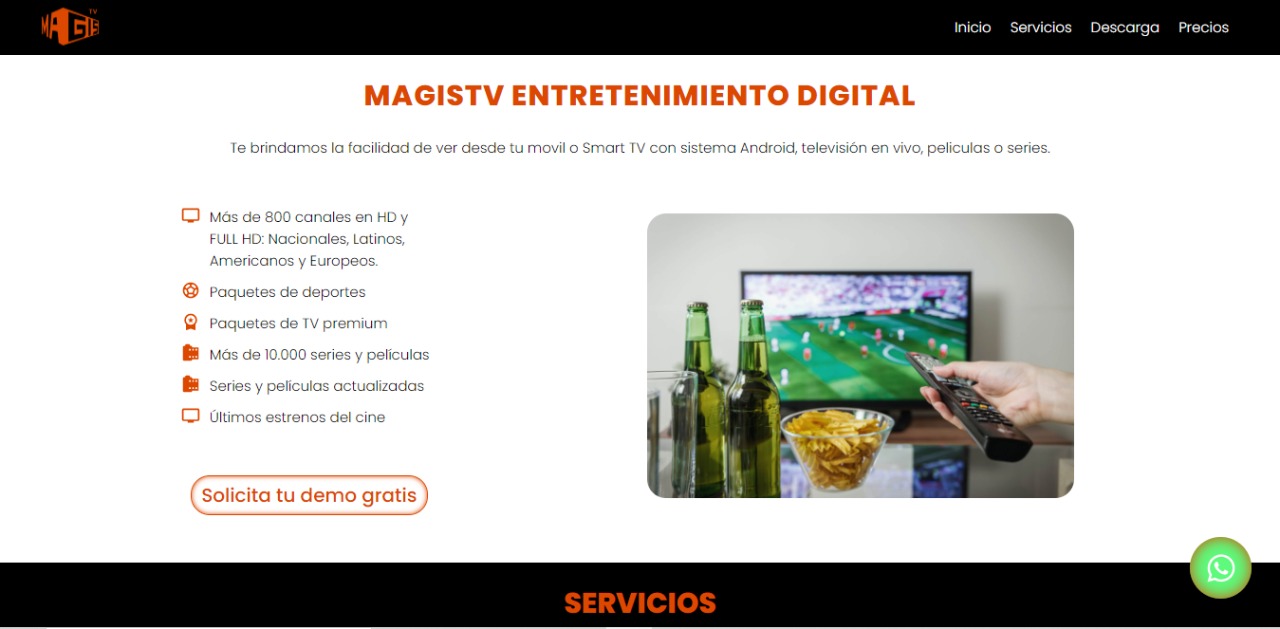 MAGIS TV
Inicio Servicios Descarga Precios
MAGISTV ENTRETENIMIENTO DIGITAL
Te brindamos la facilidad de ver desde tu movil o Smart TV con sistema Android, televisión en vivo, peliculas o series.
Más de 800 canales en HD y
FULL HD: Nacionales, Latinos,
Americanos y Europeos.
Paquetes de deportes
Paquetes de TV premium
Más de 10.000 series y películas
Series y películas actualizadas
Últimos estrenos del cine
Solicita tu demo gratis
SERVICIOS